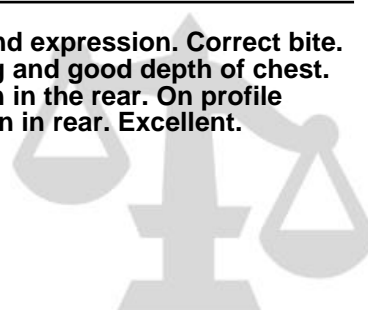 nd expression. Correct bite.
g and good depth of chest.
n in the rear. On profile
n in rear. Excellent.